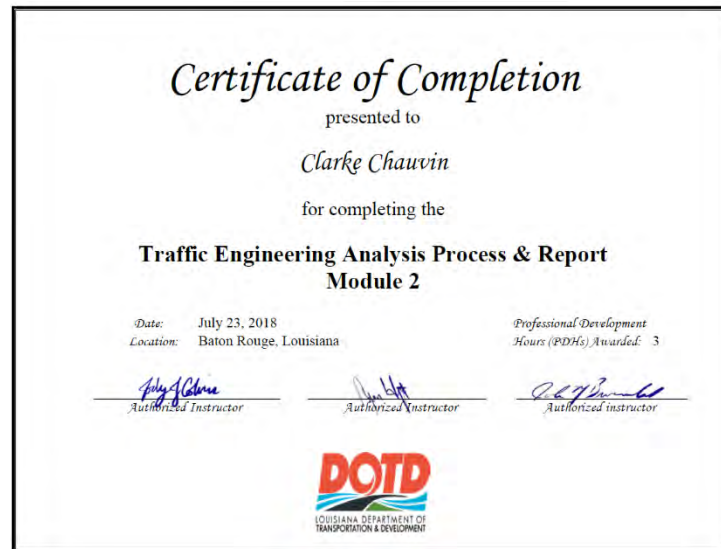 Certificate of Completion
presented to
Clarke Chauvin
for completing the
Traffic Engineering Analysis Process & Report
Module 2
Date: July 23, 2018
Location: Baton Rouge, Louisiana
Professional Development
Hours (PDHs) Awarded: 3
Authorized Instructor
Authorized Instructor
Authorized instructor
DOTD
LOUISIANA DEPARTMENT OF
TRANSPORTATION & DEVELOPMENT